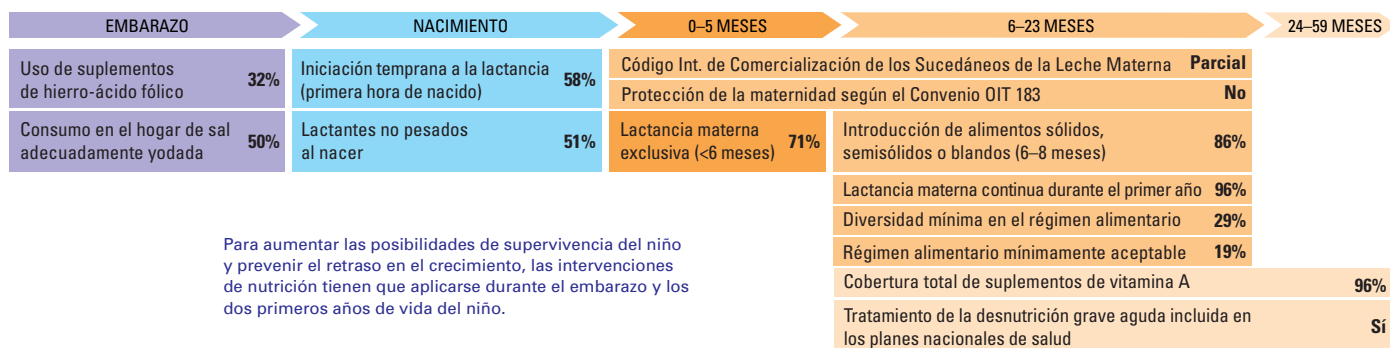 EMBARAZO
NACIMIENTO
0–5 MESES
6–23 MESES
24–59 MESES
Uso de suplementos
de hierro-ácido fólico
32%
Consumo en el hogar de sal
adecuadamente yodada
50%
Iniciación temprana a la lactancia
(primera hora de nacido)
58%
Lactantes no pesados
al nacer
51%
Código Int. de Comercialización de los Sucedáneos de la Leche Materna Parcial
Protección de la maternidad según el Convenio OIT 183 No
Lactancia materna
exclusiva (<6 meses)
71%
Introducción de alimentos sólidos,
semisólidos o blandos (6–8 meses)
86%
Lactancia materna continua durante el primer año 96%
Diversidad mínima en el régimen alimentario 29%
Régimen alimentario mínimamente aceptable 19%
Cobertura total de suplementos de vitamina A 96%
Tratamiento de la desnutrición grave aguda incluida en
los planes nacionales de salud
Sí
Para aumentar las posibilidades de supervivencia del niño
y prevenir el retraso en el crecimiento, las intervenciones
de nutrición tienen que aplicarse durante el embarazo y los
dos primeros años de vida del niño.